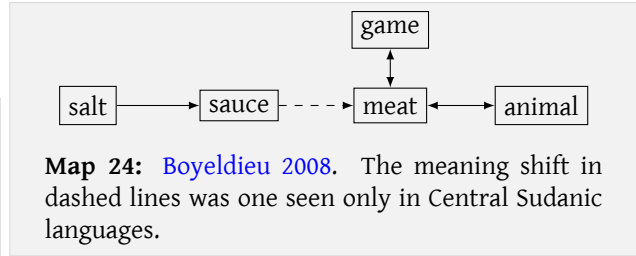 game
salt sauce meat animal
Map 24: Boyeldieu 2008. The meaning shift in
dashed lines was one seen only in Central Sudanic
languages.